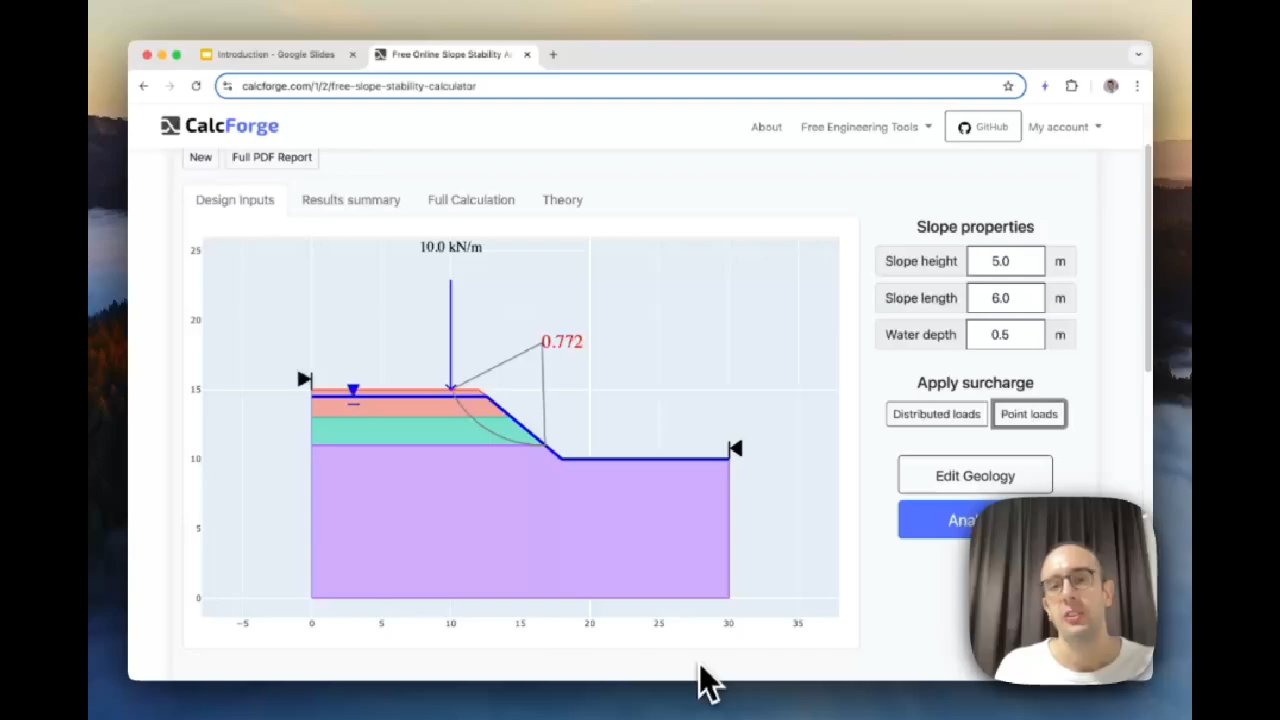 Introduction - Google Slides
Free Online Slope Stability A
calcforge.com/1/2/free-slope-stability-calculator
CalcForge
About
Free Engineering Tools
GitHub
My account
New
Full PDF Report
Design Inputs
Results summary
Full Calculation
Theory
10.0 kN/m
0.772
25
20
15
10
5
0
−5
0
5
10
15
20
25
30
35
Slope properties
Slope height 5.0 m
Slope length 6.0 m
Water depth 0.5 m
Apply surcharge
Distributed loads
Point loads
Edit Geology
Ana